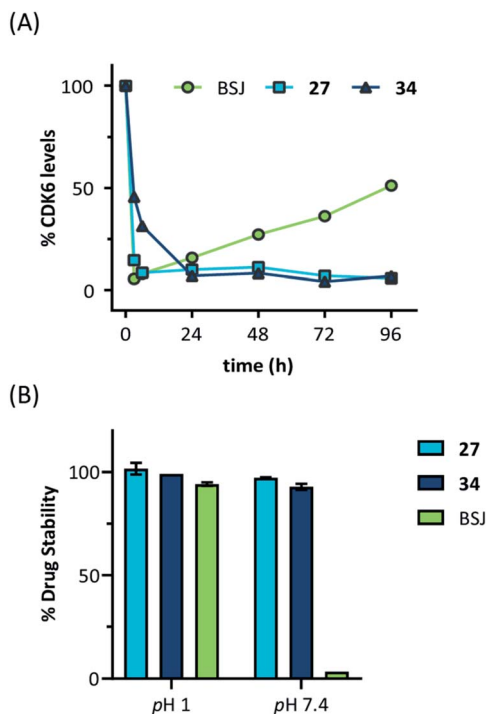 (A)
BSJ 27 34
% CDK6 levels
100
50
0
0 24 48 72 96
time (h)
(B)
% Drug Stability
100
50
0
pH 1 pH 7.4
27
34
BSJ